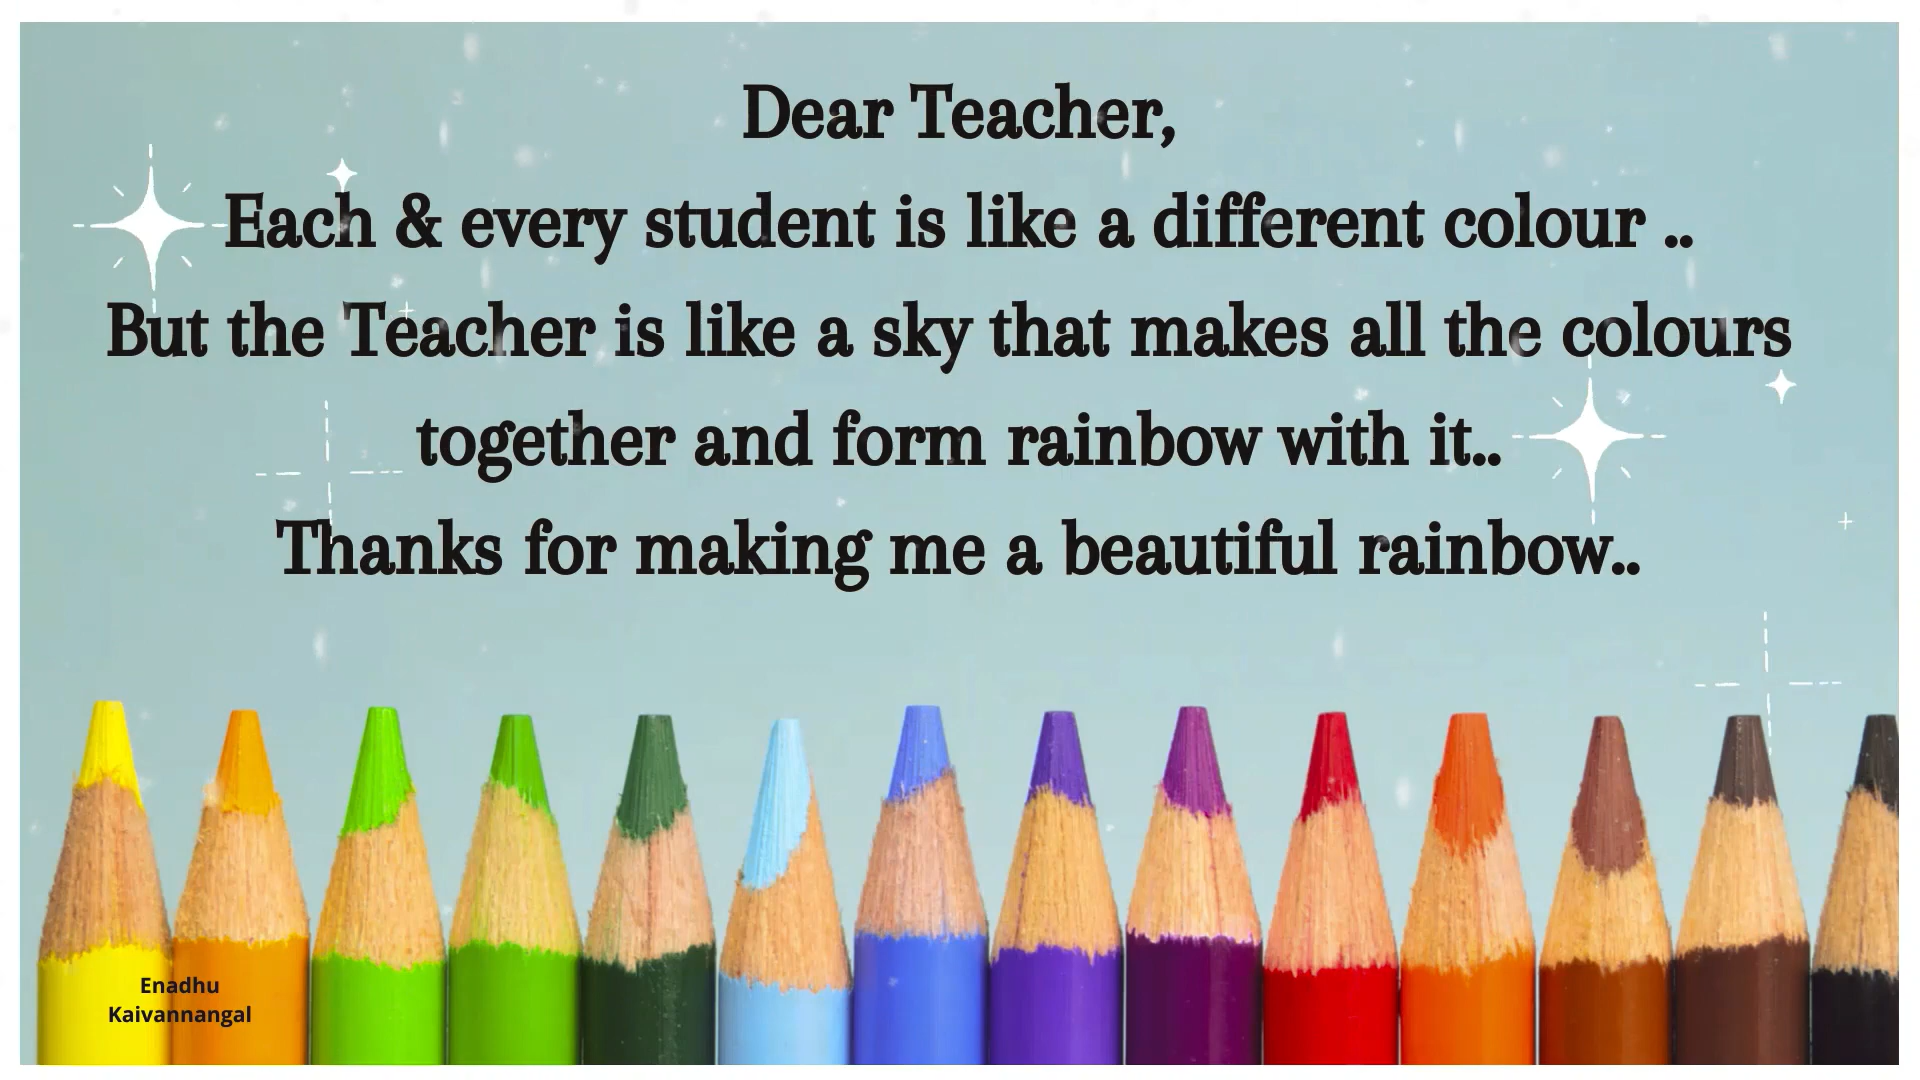 Dear Teacher,
Each & every student is like a different colour ..
But the Teacher is like a sky that makes all the colours
together and form rainbow with it..
Thanks for making me a beautiful rainbow..
Enadhu
Kaivannangal